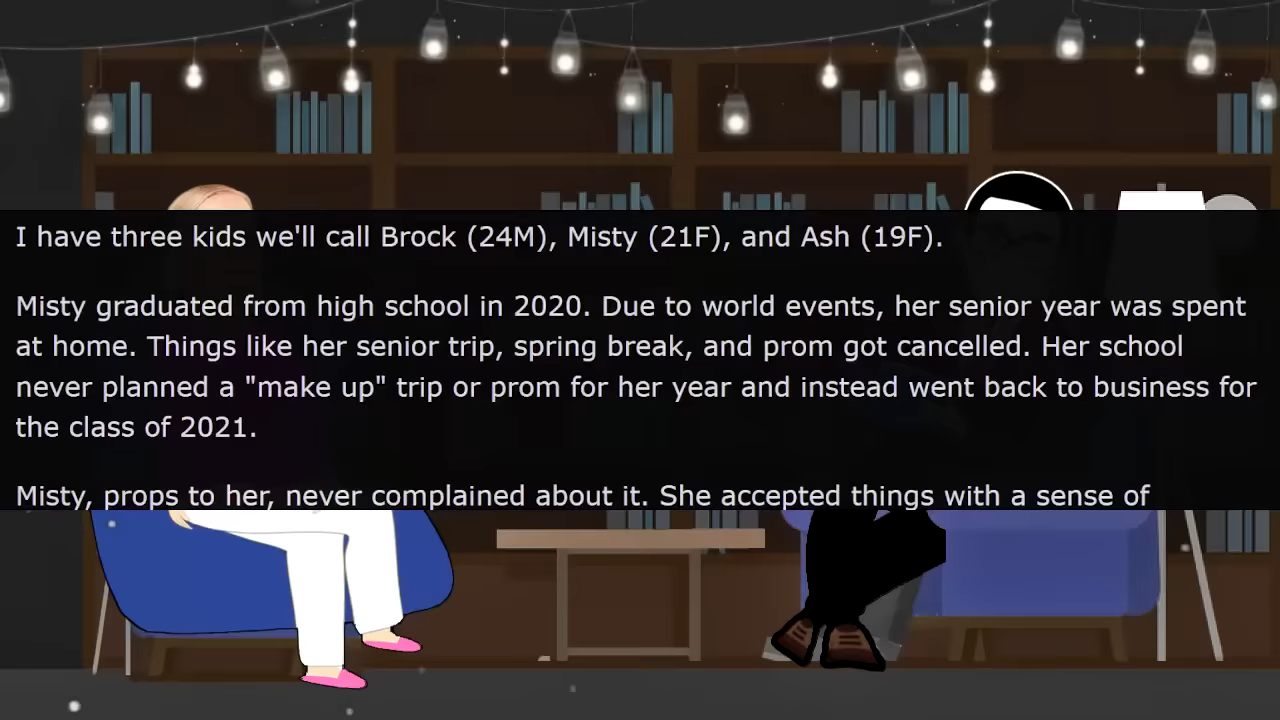 I have three kids we'll call Brock (24M), Misty (21F), and Ash (19F).
Misty graduated from high school in 2020. Due to world events, her senior year was spent
at home. Things like her senior trip, spring break, and prom got cancelled. Her school
never planned a "make up" trip or prom for her year and instead went back to business for
the class of 2021.
Misty, props to her, never complained about it. She accepted things with a sense of